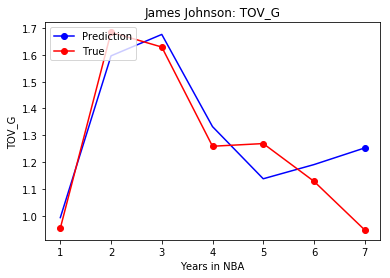 James Johnson: TOV_G
Prediction
True
1.7
1.6
1.5
1.4
1.3
1.2
1.1
1.0
TOV_G
1 2 3 4 5 6 7
Years in NBA